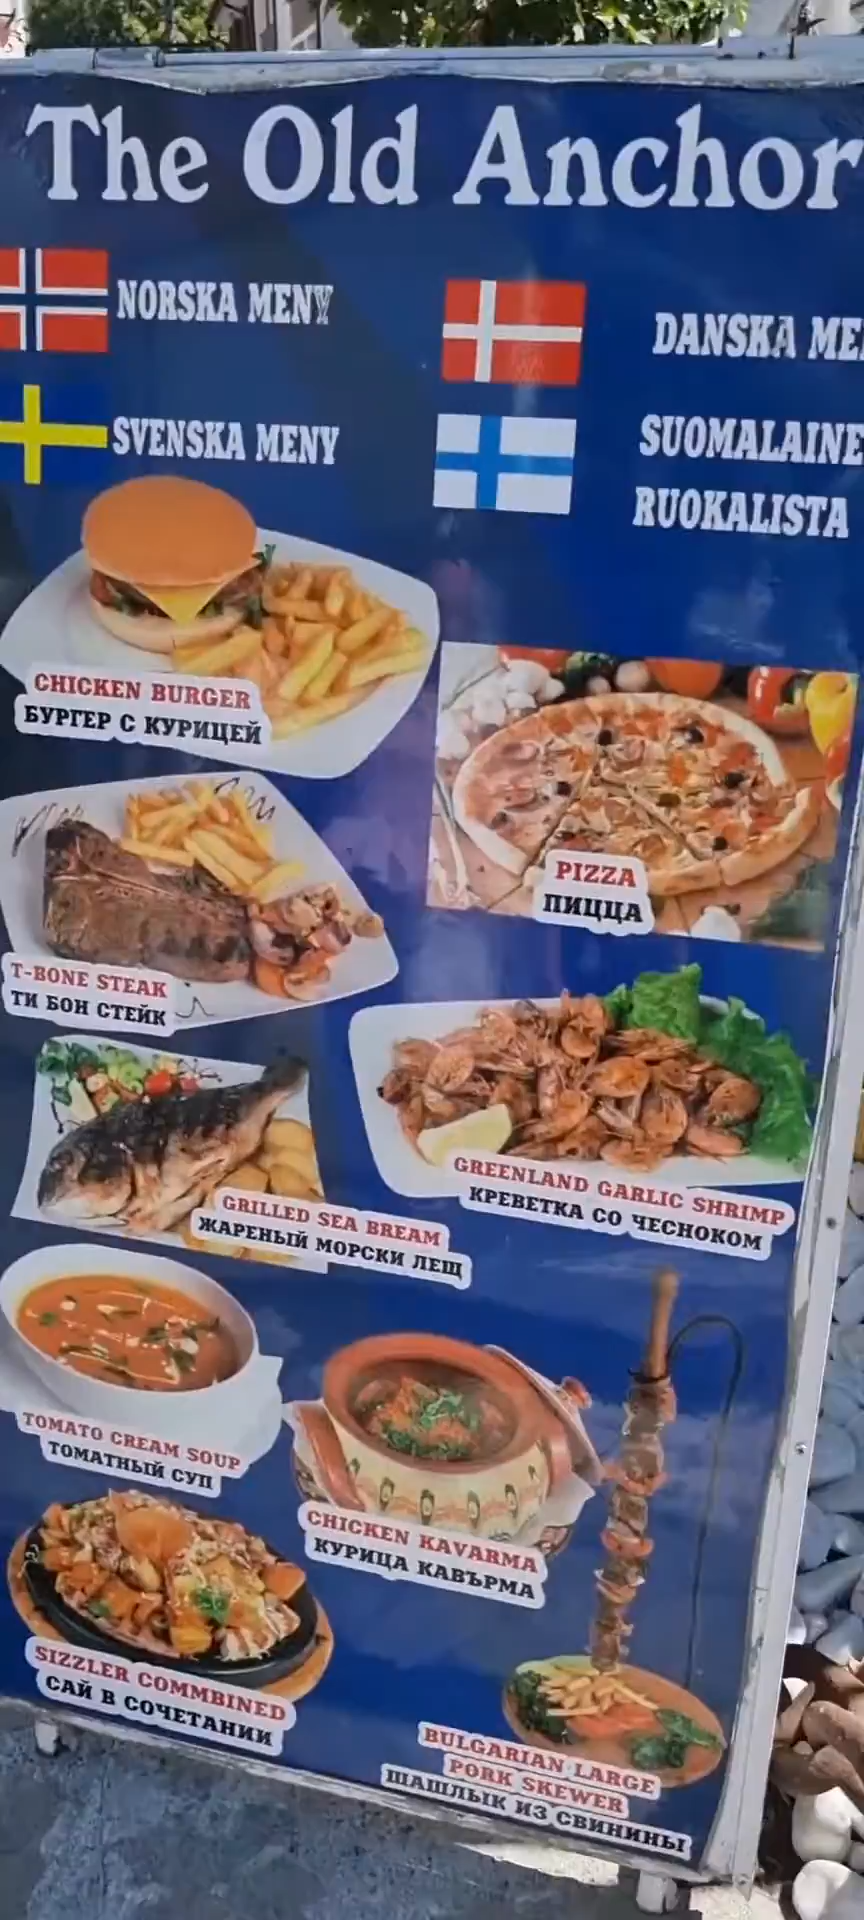 The Old Anchor
NORSKA MENY
DANSKA
SVENSKA MENY
RUOKALISTA
CHICKEN BURGER
БУРГЕР С КУРИЦЕЙ
PIZZA
ПИЦЦА
T-BONE STEAK
ТИ БОН СТЕЙК
GREENLAND GARLIC SHRIMP
КРЕВЕТКА СО ЧЕСНОКОМ
GRILLED SEA BREAM
ЖАРЕНЫЙ МОРСКИ ЛЕЩ
TOMATO CREAM SOUP
ТОМАТНЫЙ СУП
CHICKEN KAVARMA
КУРИЦА КАВЪРМА
SIZZLER COMMBINED
САЙ В СОЧЕТАНИИ
BULGARIAN LARGE
PORK SKEWER
ШАШЛЫК ИЗ СВИНИНЫ